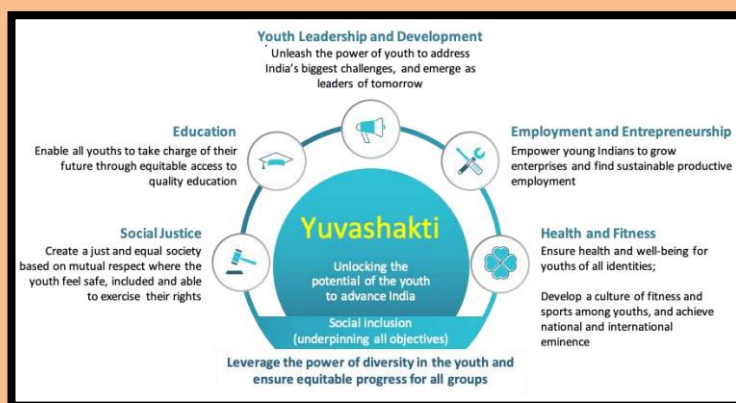 Youth Leadership and Development
Unleash the power of youth to address
India's biggest challenges, and emerge as
leaders of tomorrow
Education
Enable all youths to take charge of their
future through equitable access to
quality education
Employment and Entrepreneurship
Empower young Indians to grow
enterprises and find sustainable productive
employment
Social Justice
Create a just and equal society
based on mutual respect where the
youth feel safe, included and able
to exercise their rights
Yuvashakti
Unlocking the
potential of the youth
to advance India
Health and Fitness
Ensure health and well-being for
youths of all identities;
Develop a culture of fitness and
sports among youths, and achieve
national and international
eminence
Social inclusion
(underpinning all objectives)
Leverage the power of diversity in the youth and
ensure equitable progress for all groups